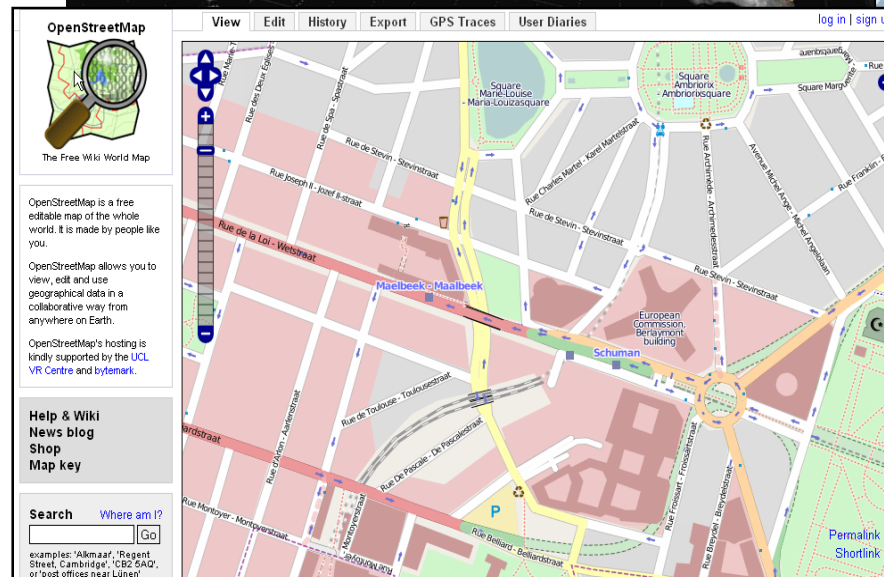 OpenStreetMap
The Free Wiki World Map
OpenStreetMap is a free
editable map of the whole
world. It is made by people like
you.
OpenStreetMap allows you to
view, edit and use
geographical data in a
collaborative way from
anywhere on Earth.
OpenStreetMap's hosting is
kindly supported by the UCL
VR Centre and bytemark.
Help & Wiki
News blog
Shop
Map key
Search Where am I?
Go
examples: 'Alkmaar', 'Regent
Street, Cambridge', 'CB2 5AQ',
or 'post offices near Lünen'
View Edit History Export GPS Traces User Diaries
log in | sign
Rue des Deux Églises
Rue de Spa - Spastraat
Square
Marie-Louise
- Maria-Louizasquare
Square
Ambiorix
- Ambiorixsquare
Square
Rue de Stevin - Stevinstraat
Rue Joseph II - Jozef II-straat
Rue Charles Martel - Karel Martelstraat
Rue Archimède - Archimedesstraat
Avenue Michel Ange - Michel Angelolaan
Rue Franklin -
Rue de Stevin - Stevinstraat
Rue Stevin - Stevinstraat
Rue de la Loi - Wetstraat
Maelbeek - Maalbeek
European
Commission,
Berlaymont
building
Schuman
Rue de Toulouse - Toulousestraat
Rue d'Arlon - Aarlenstraat
Rue De Pascale - De Pascalestraat
Rue Montoyer - Montoyerstraat
Montoyerstraat
P
Rue Belliard - Belliardstraat
Rue Froissart - Froissartstraat
Rue Breydel - Breydelstraat
Permalink
Shortlink